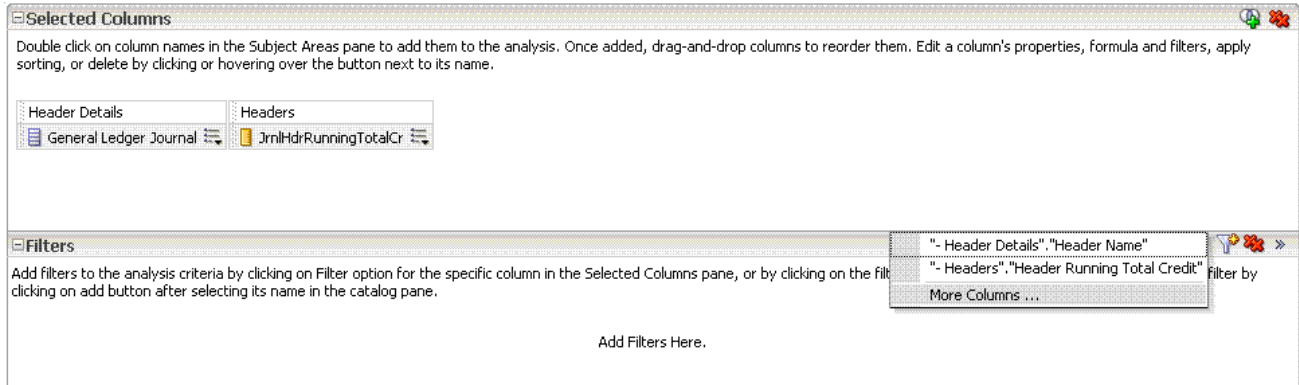 Selected Columns
Double click on column names in the Subject Areas pane to add them to the analysis. Once added, drag-and-drop columns to reorder them. Edit a column's properties, formula and filters, apply
sorting, or delete by clicking or hovering over the button next to its name.
Header Details Headers
General Ledger Journal JrnlHdrRunningTotalCr
Filters
"- Header Details"."Header Name"
"- Headers"."Header Running Total Credit"
More Columns ...
Add filters to the analysis criteria by clicking on Filter option for the specific column in the Selected Columns pane, or by clicking on the filt filter by
clicking on add button after selecting its name in the catalog pane.
Add Filters Here.